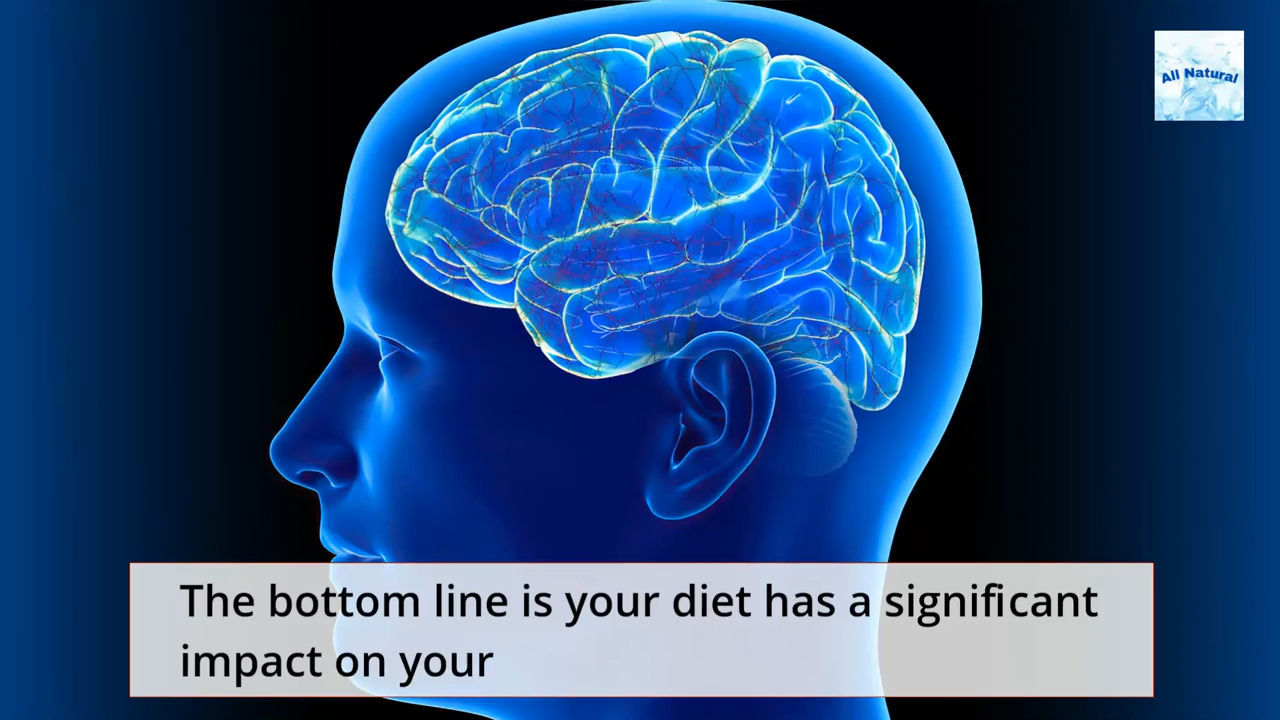 All Natural
The bottom line is your diet has a significant
impact on your